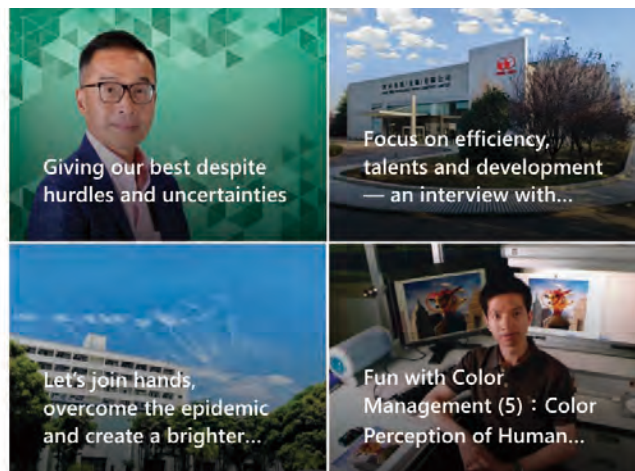 Giving our best despite
hurdles and uncertainties
Focus on efficiency,
talents and development
— an interview with...
Let's join hands,
overcome the epidemic
and create a brighter...
Fun with Color
Management (5)：Color
Perception of Human...